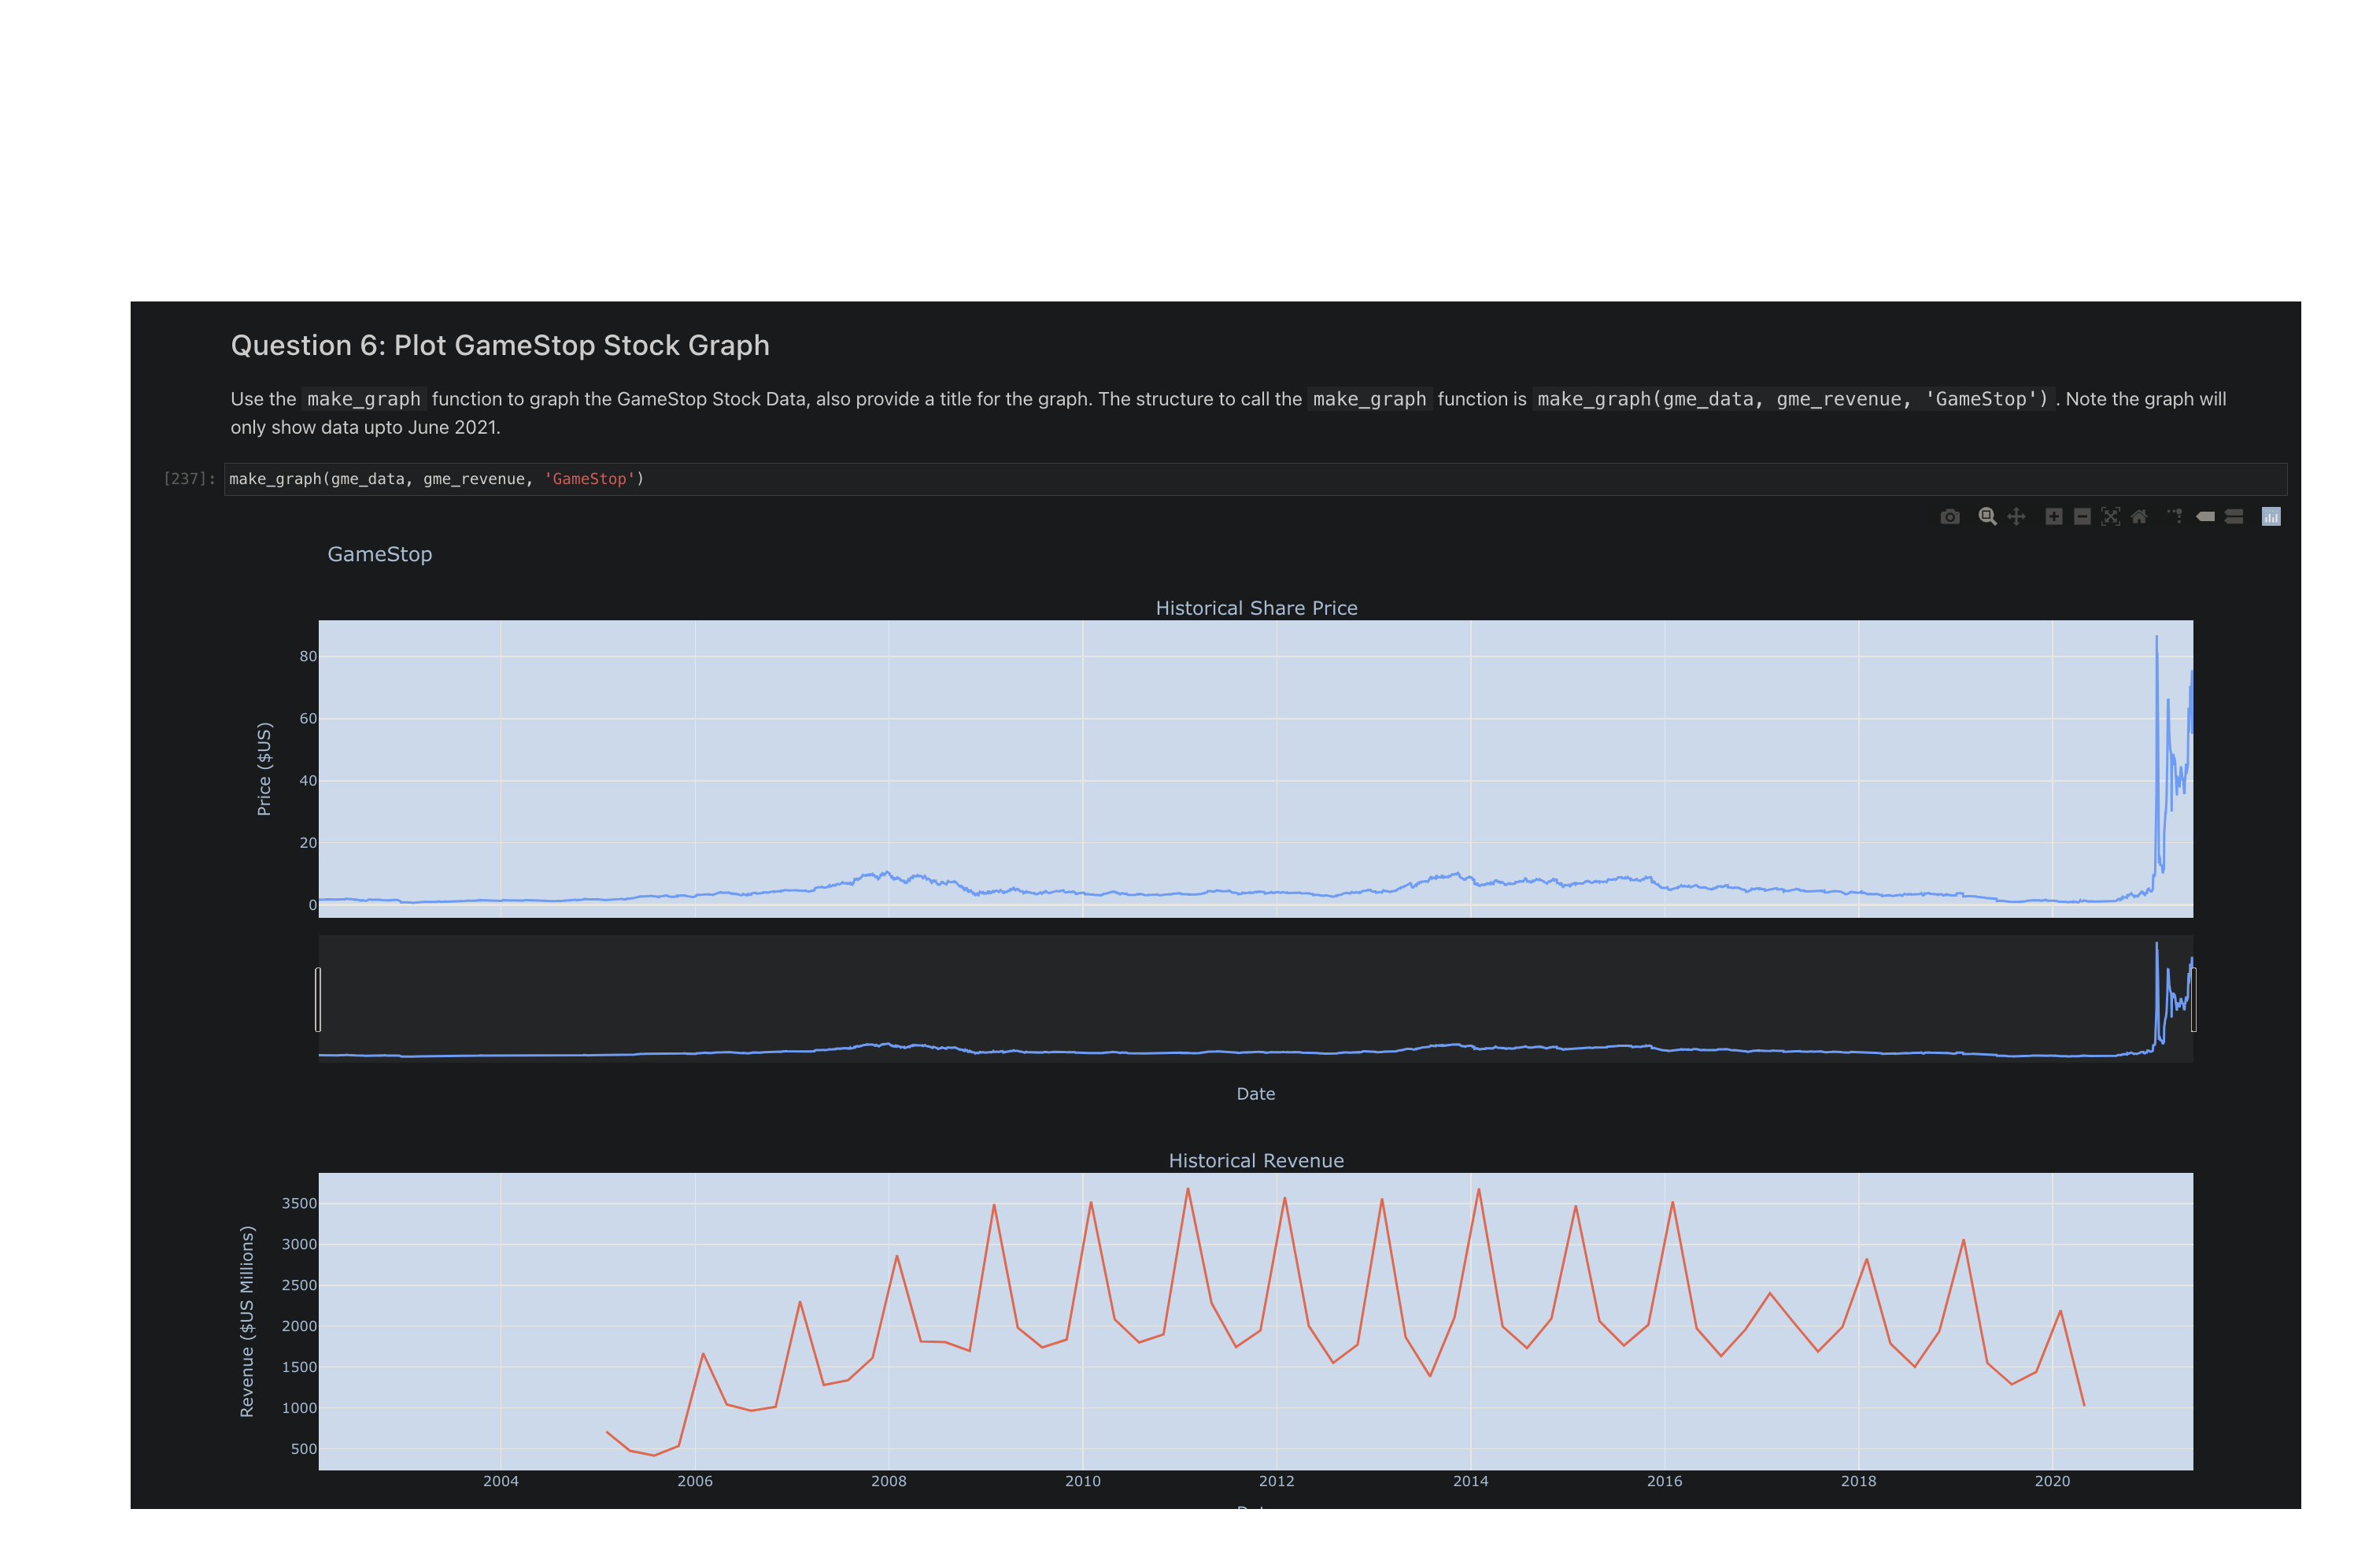 Question 6: Plot GameStop Stock Graph
Use the make_graph function to graph the GameStop Stock Data, also provide a title for the graph. The structure to call the make_graph function is make_graph(gme_data, gme_revenue, 'GameStop') . Note the graph will
only show data upto June 2021.
[237]: make_graph(gme_data, gme_revenue, 'GameStop')
GameStop
Historical Share Price
80
60
40
20
0
Price ($US)
Date
Historical Revenue
3500
3000
2500
2000
1500
1000
500
Revenue ($US Millions)
2004 2006 2008 2010 2012 2014 2016 2018 2020